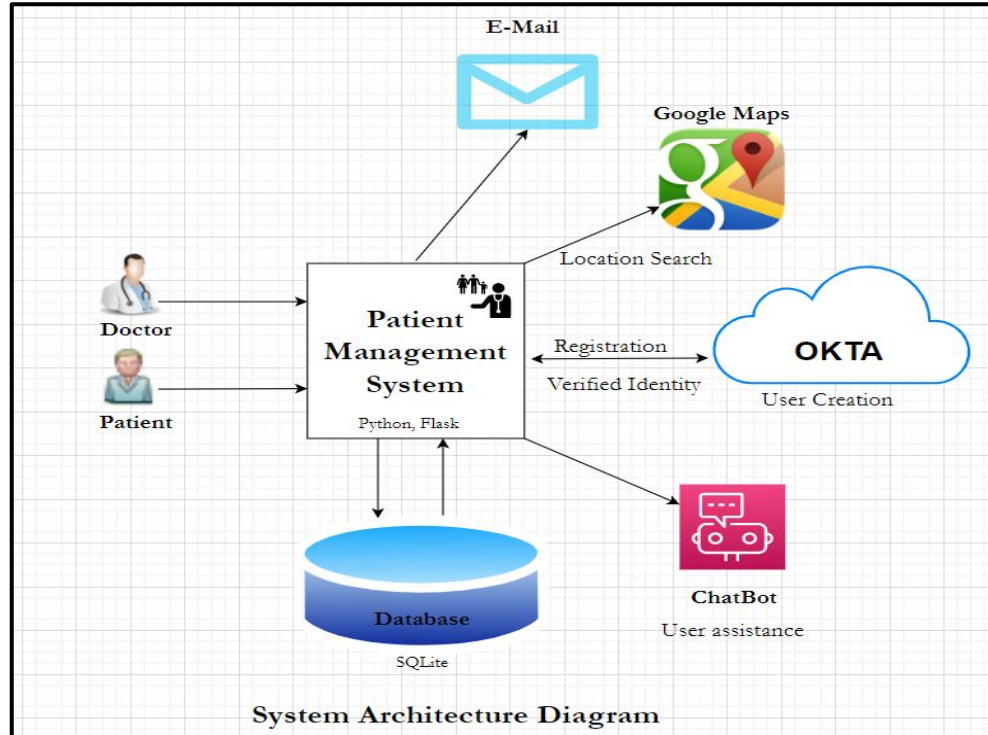 E-Mail
Google Maps
Location Search
Doctor
Patient
Patient
Management
System
Python, Flask
Registration
Verified Identity
OKTA
User Creation
Database
SQLite
ChatBot
User assistance
System Architecture Diagram